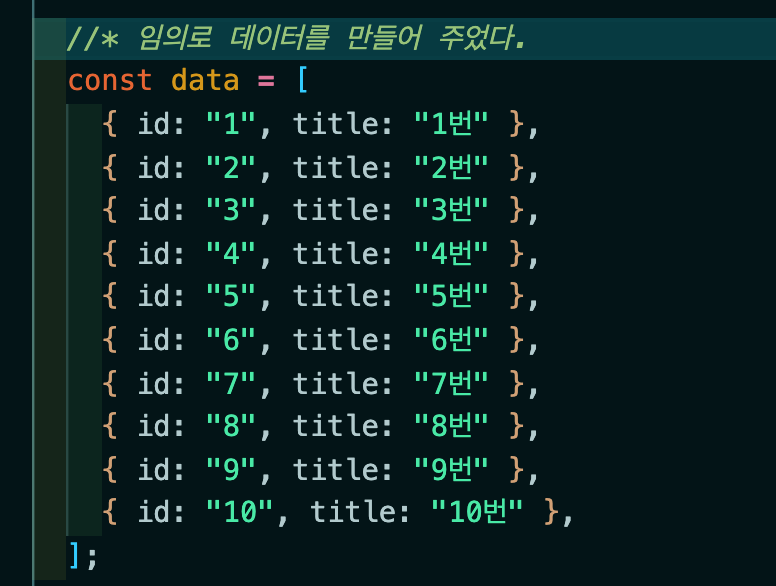 //* 임의로 데이터를 만들어 주었다.
const data = [
{ id: "1", title: "1번" },
{ id: "2", title: "2번" },
{ id: "3", title: "3번" },
{ id: "4", title: "4번" },
{ id: "5", title: "5번" },
{ id: "6", title: "6번" },
{ id: "7", title: "7번" },
{ id: "8", title: "8번" },
{ id: "9", title: "9번" },
{ id: "10", title: "10번" },
];